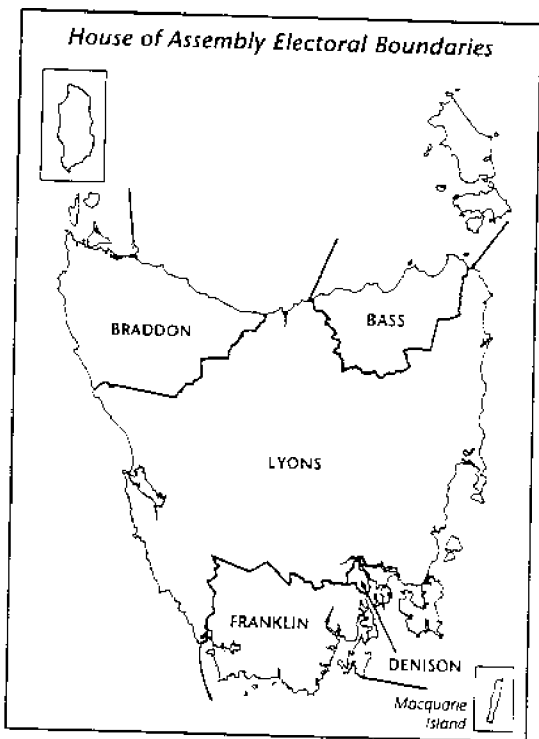 House of Assembly Electoral Boundaries
BRADDON
BASS
LYONS
FRANKLIN
DENISON
Macquarie
Island